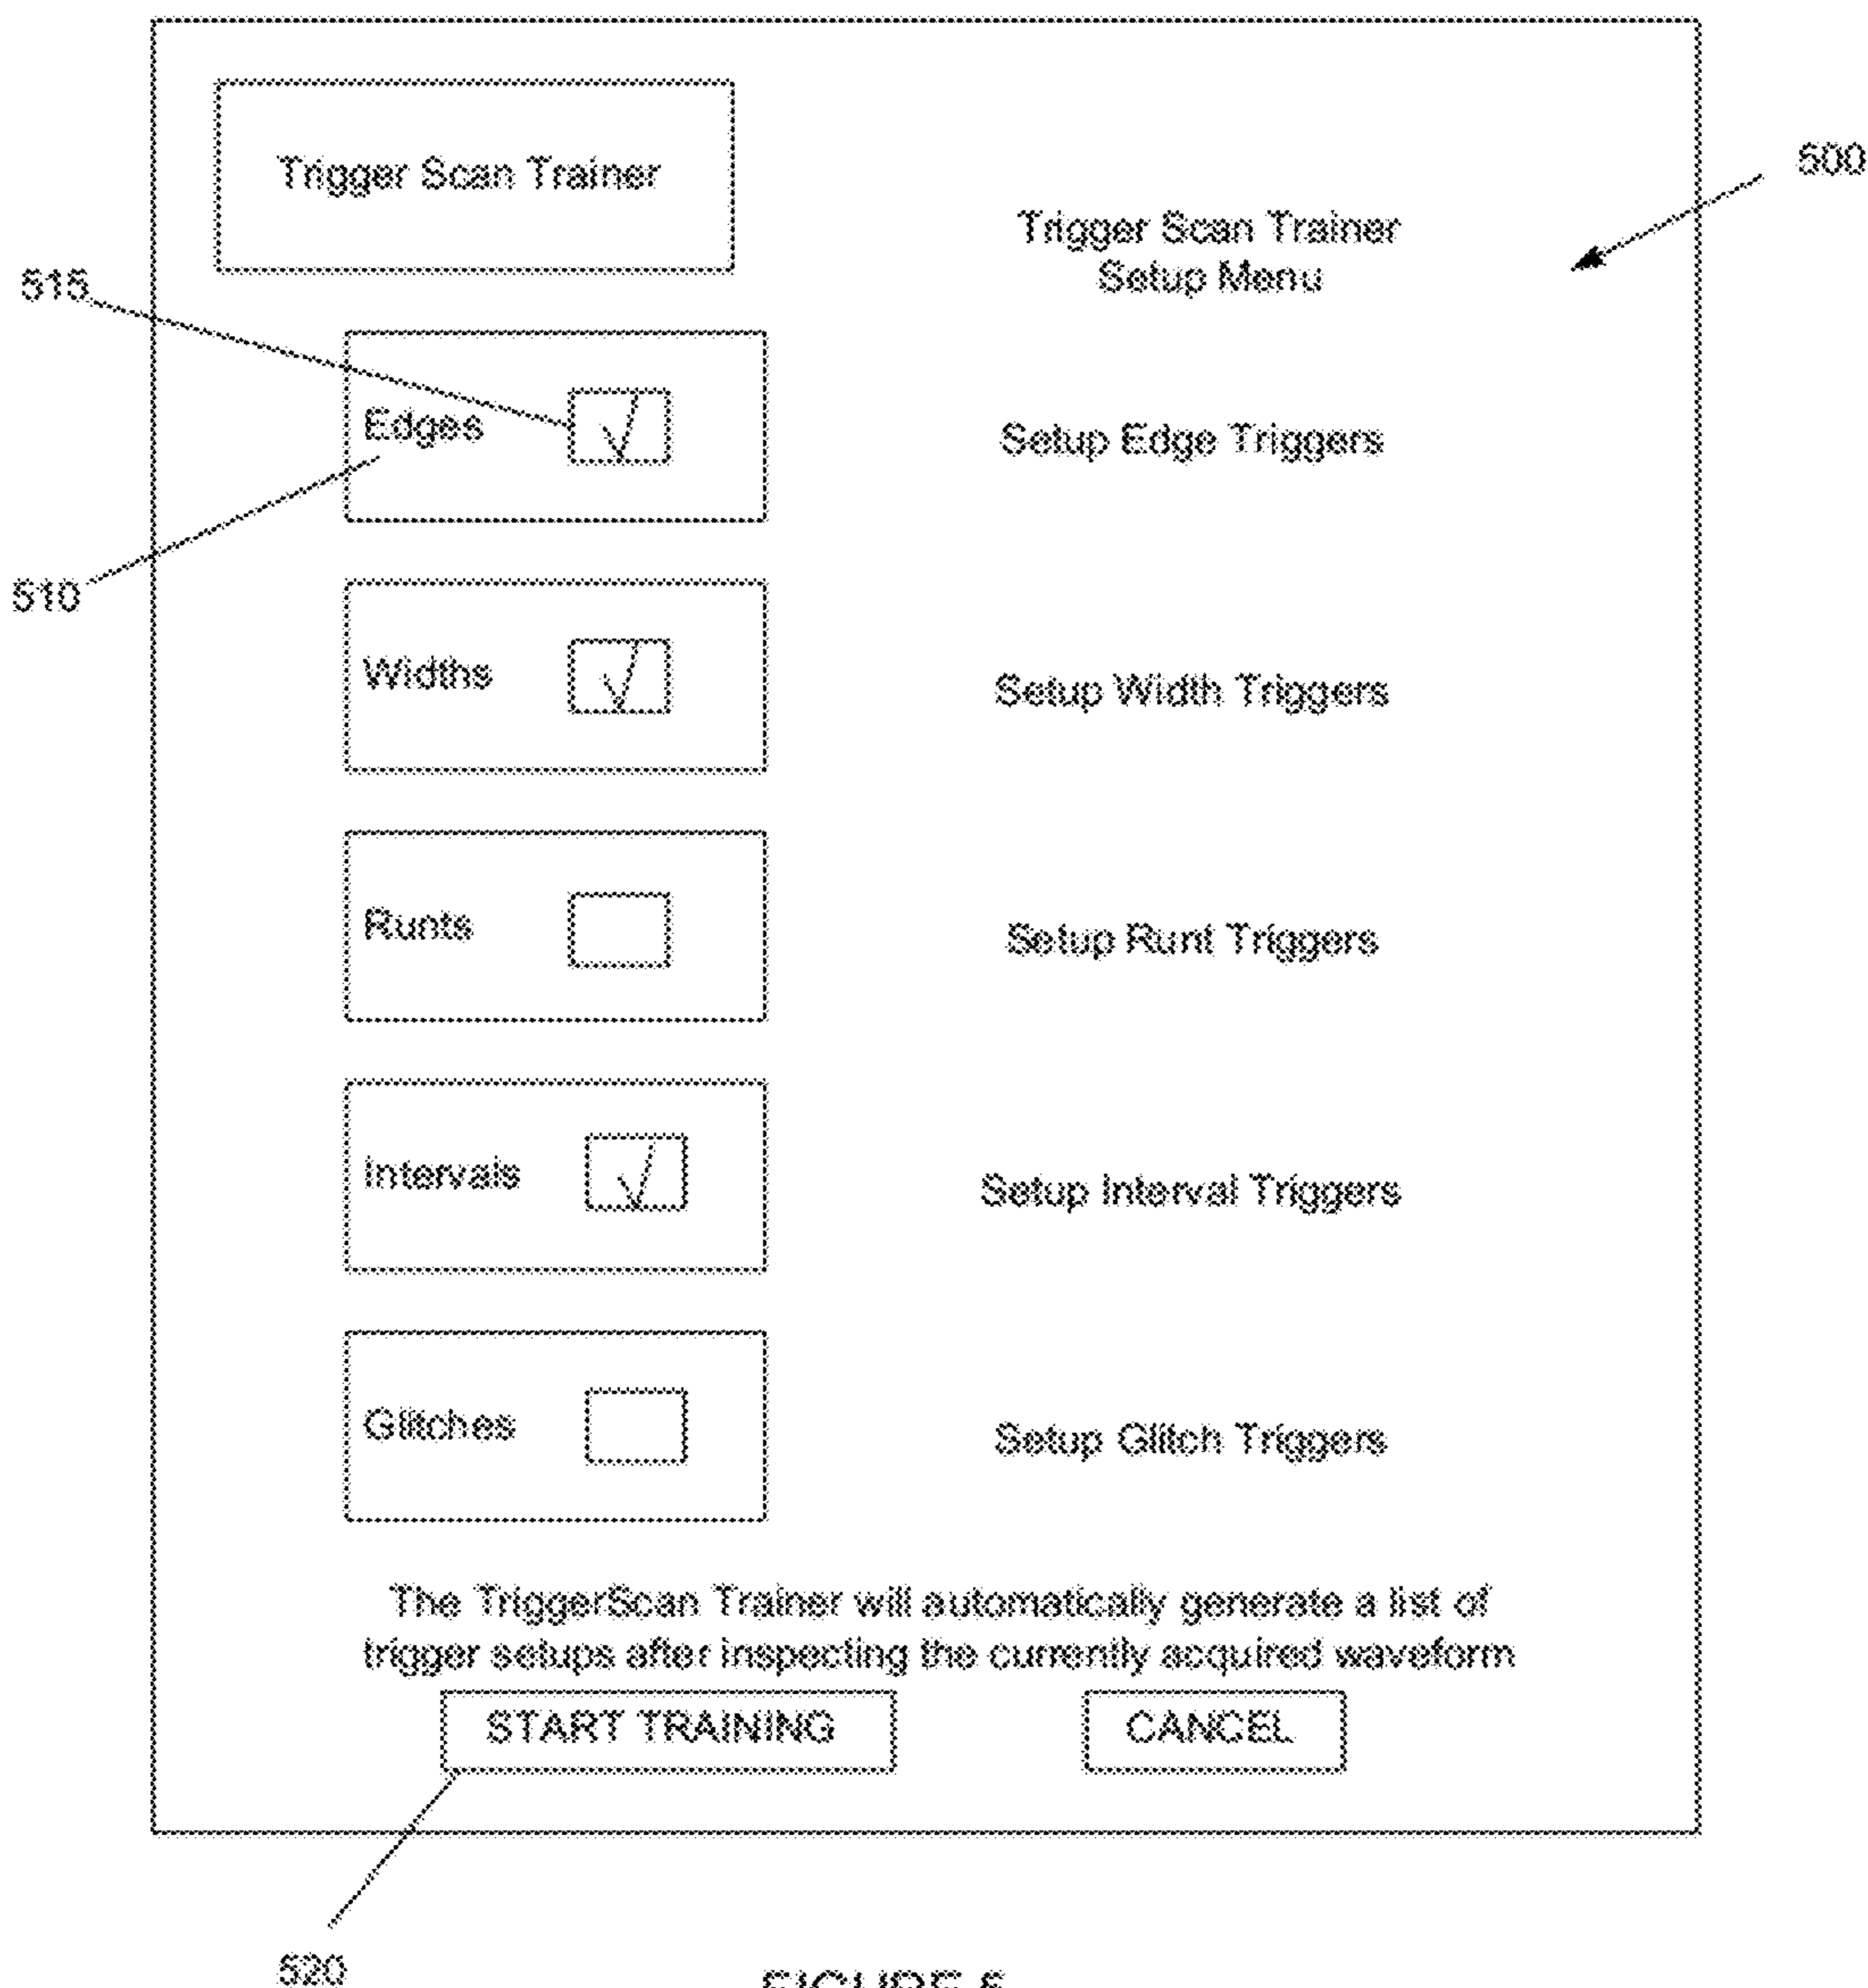 Trigger Scan Trainer
500
Trigger Scan Trainer
Setup Menu
515
Edges
Setup Edge Triggers
510
Widths
Setup Width Triggers
Runts
Setup Runt Triggers
Intervals
Setup Interval Triggers
Glitches
Setup Glitch Triggers
The TriggerScan Trainer will automatically generate a list of
trigger setups after inspecting the currently acquired waveform
START TRAINING
CANCEL
520
FIGURE 5